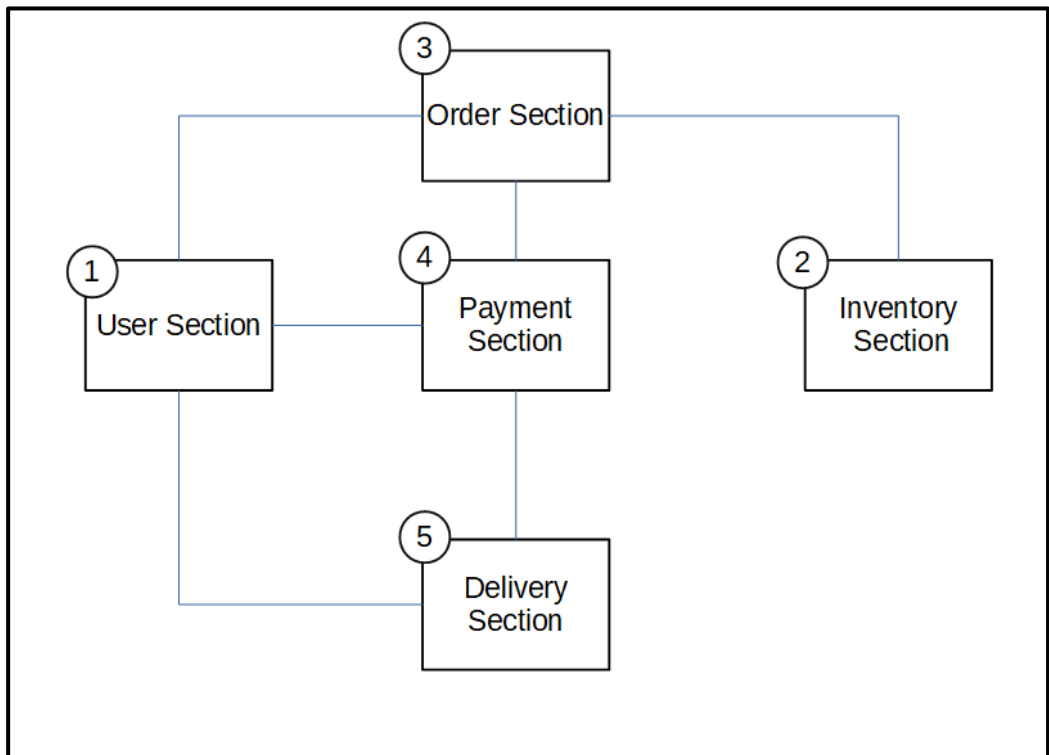 3
Order Section
1
User Section
4
Payment
Section
2
Inventory
Section
5
Delivery
Section